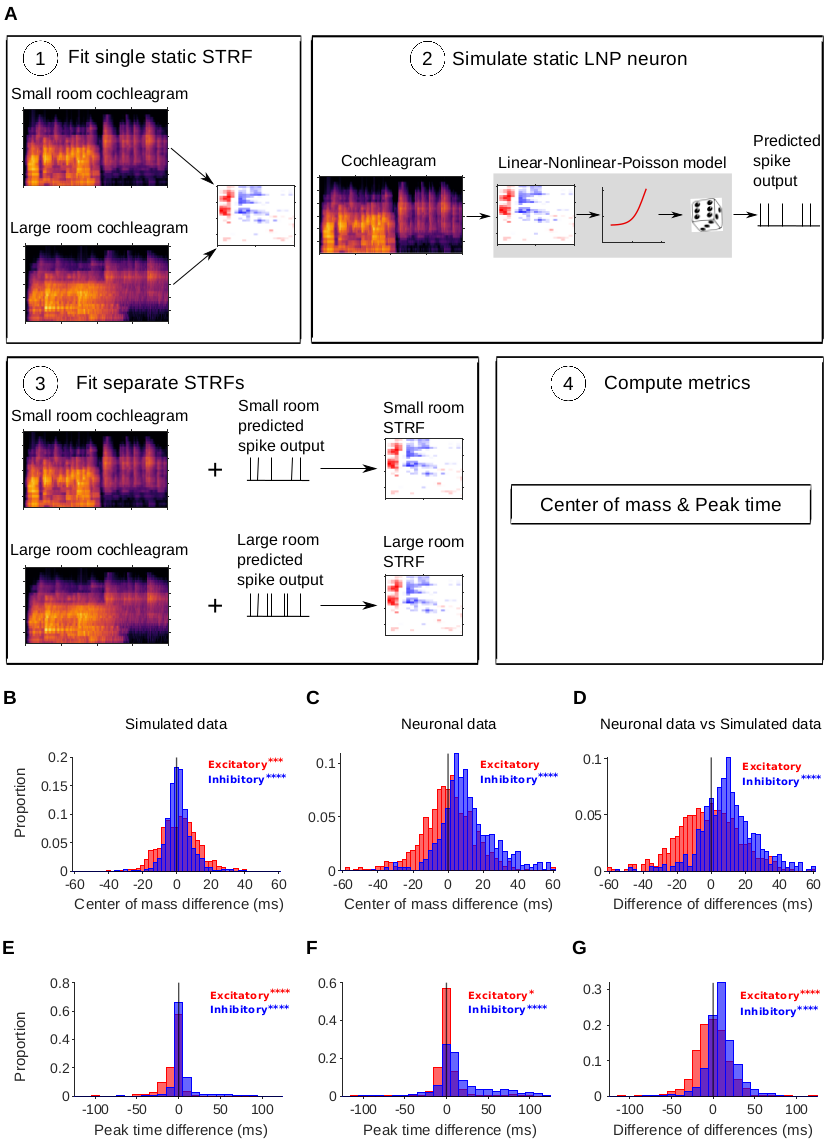 A
1 Fit single static STRF
Small room cochleagram
Large room cochleagram
2 Simulate static LNP neuron
Cochleagram
Linear-Nonlinear-Poisson model
Predicted
spike
output
3 Fit separate STRFs
Small room cochleagram
+
Small room
predicted
spike output
Small room
STRF
Large room cochleagram
+
Large room
predicted
spike output
Large room
STRF
4 Compute metrics
Center of mass & Peak time
B
Simulated data
Excitatory***
Inhibitory****
Proportion
0.2
0.15
0.1
0.05
0
-60 -40 -20 0 20 40 60
Center of mass difference (ms)
C
Neuronal data
Excitatory
Inhibitory****
0.1
0.05
0
-60 -40 -20 0 20 40 60
Center of mass difference (ms)
D
Neuronal data vs Simulated data
Excitatory
Inhibitory****
0.1
0.05
0
-60 -40 -20 0 20 40 60
Difference of differences (ms)
E
Excitatory****
Inhibitory****
Proportion
0.8
0.6
0.4
0.2
0
-100 -50 0 50 100
Peak time difference (ms)
F
Excitatory*
Inhibitory****
0.6
0.4
0.2
0
-100 -50 0 50 100
Peak time difference (ms)
G
Excitatory****
Inhibitory****
0.3
0.2
0.1
0
-100 -50 0 50 100
Difference of differences (ms)